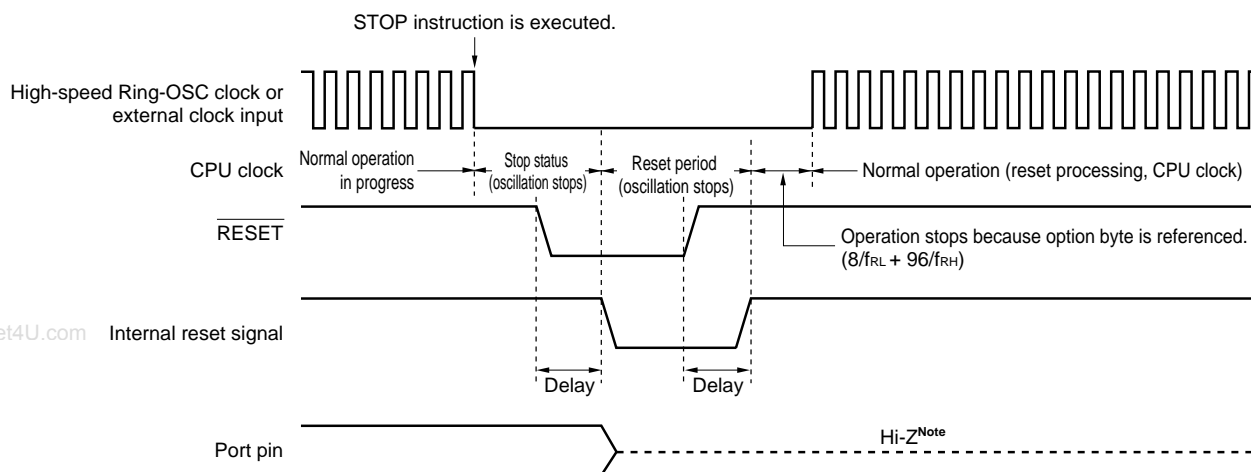 STOP instruction is executed.
High-speed Ring-OSC clock or
external clock input
CPU clock
Normal operation
in progress
Stop status
(oscillation stops)
Reset period
(oscillation stops)
Normal operation (reset processing, CPU clock)
RESET
Operation stops because option byte is referenced.
(8/fRL + 96/fRH)
et4U.com
Internal reset signal
Delay
Delay
Port pin
Hi-ZNote